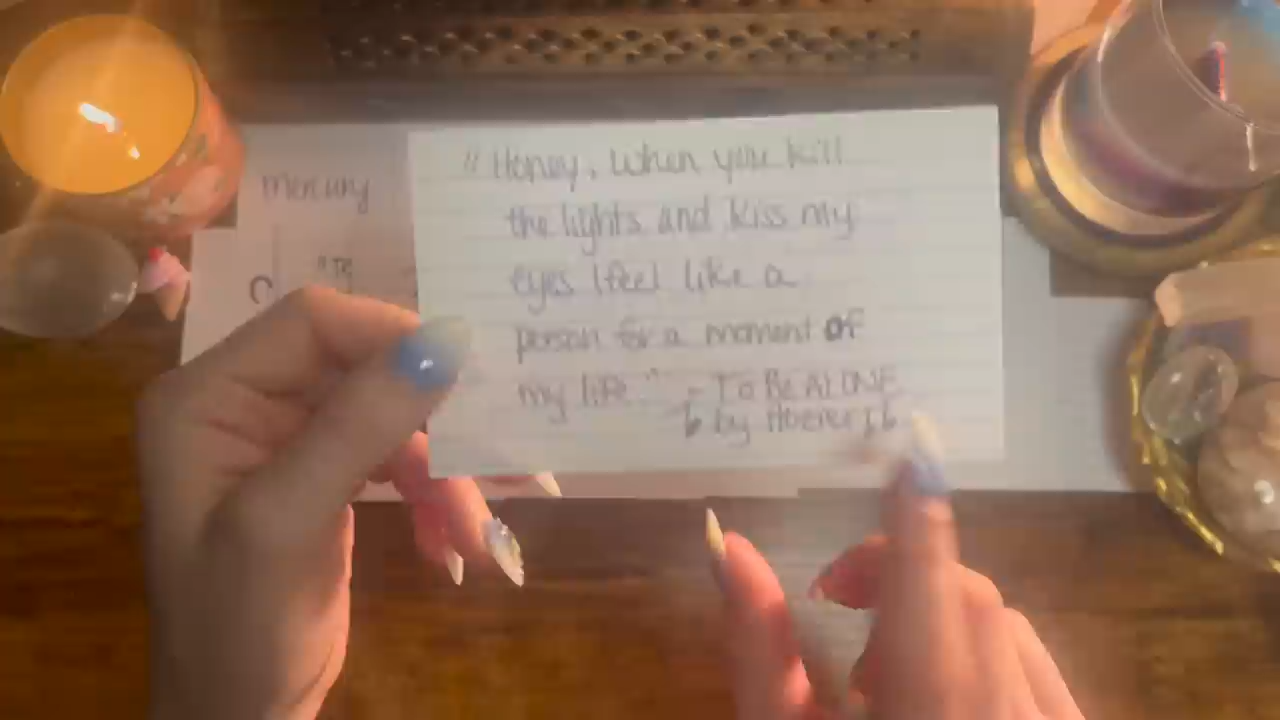 mercury
"Honey, when you kill
the lights and kiss my
eyes I feel like a
person for a moment of
my life." - To Be ALONE
by Hozier